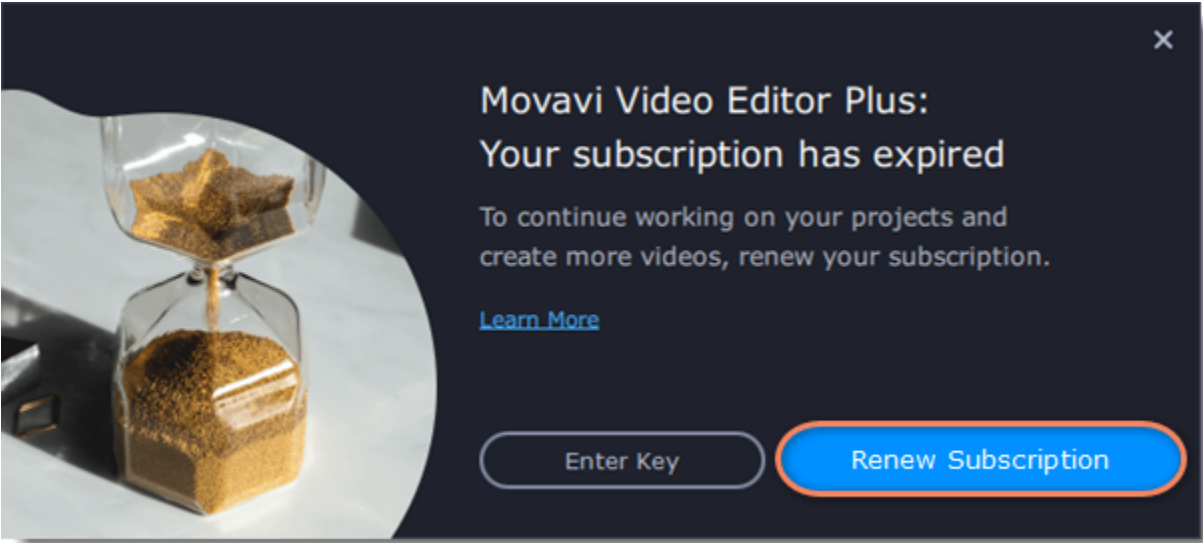 Movavi Video Editor Plus:
Your subscription has expired
To continue working on your projects and
create more videos, renew your subscription.
Learn More
Enter Key
Renew Subscription